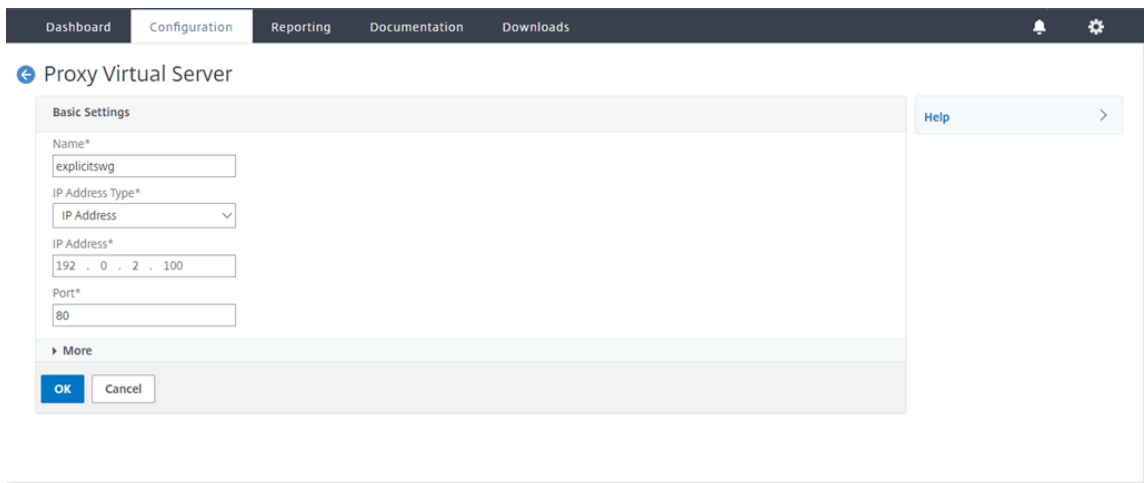 Dashboard Configuration Reporting Documentation Downloads
Proxy Virtual Server
Basic Settings
Help
Name*
explicitswg
IP Address Type*
IP Address
IP Address*
192 . 0 . 2 . 100
Port*
80
More
OK Cancel